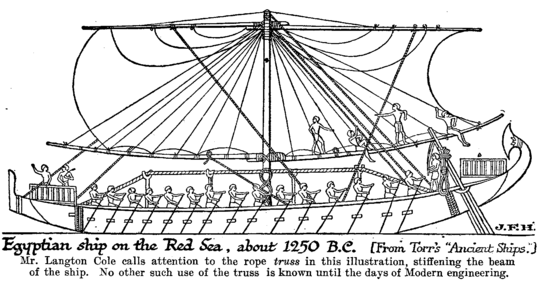 J.F.H.
Egyptian ship on the Red Sea, about 1250 B.C. [From Torr's "Ancient Ships".]
Mr. Langton Cole calls attention to the rope truss in this illustration, stiffening the beam
of the ship. No other such use of the truss is known until the days of Modern engineering.